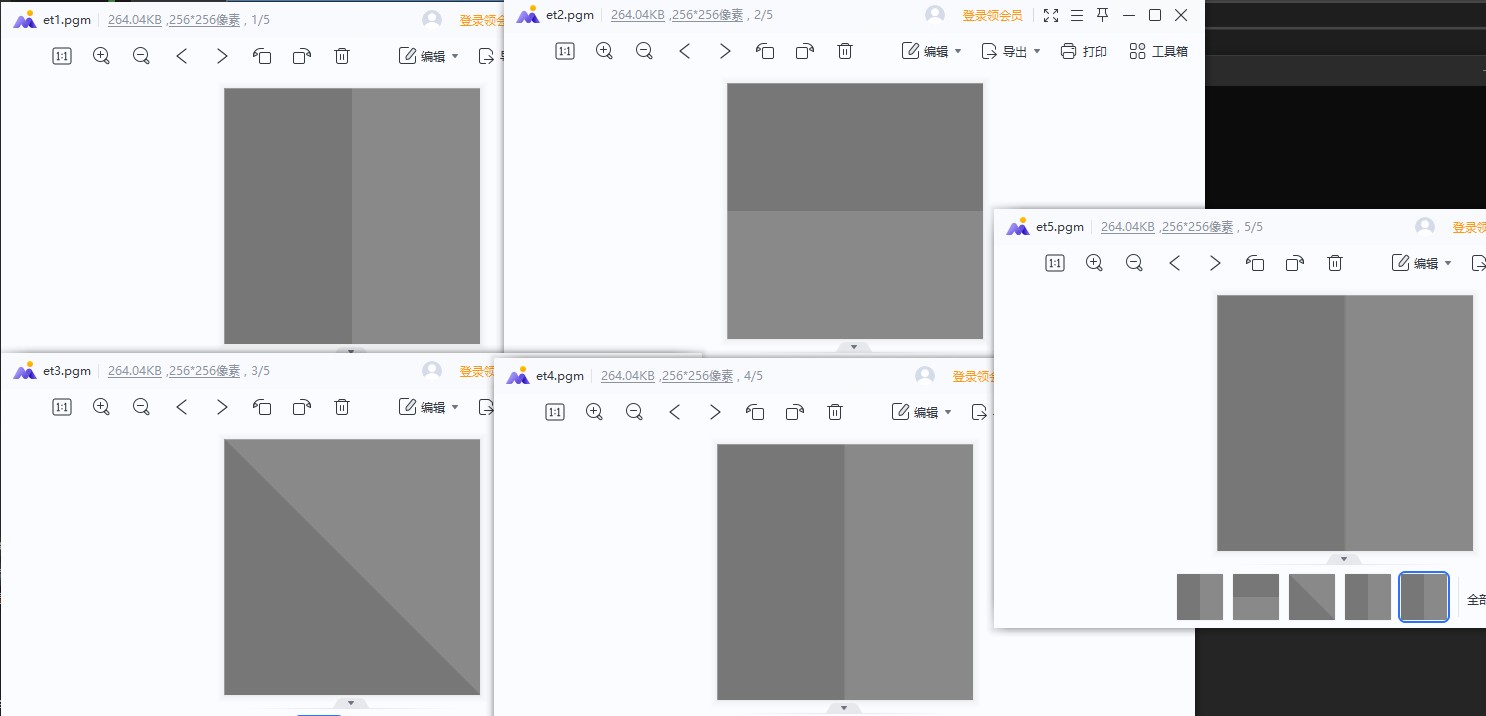 et1.pgm 264.04KB ,256*256像素 , 1/5 登录领会
1:1 编辑
et2.pgm 264.04KB ,256*256像素 , 2/5 登录领会员
1:1 编辑 导出 打印 工具箱
et5.pgm 264.04KB ,256*256像素 , 5/5 登录领
1:1 编辑
全部
et3.pgm 264.04KB ,256*256像素 , 3/5 登录领
1:1 编辑
et4.pgm 264.04KB ,256*256像素 , 4/5 登录领会
1:1 编辑